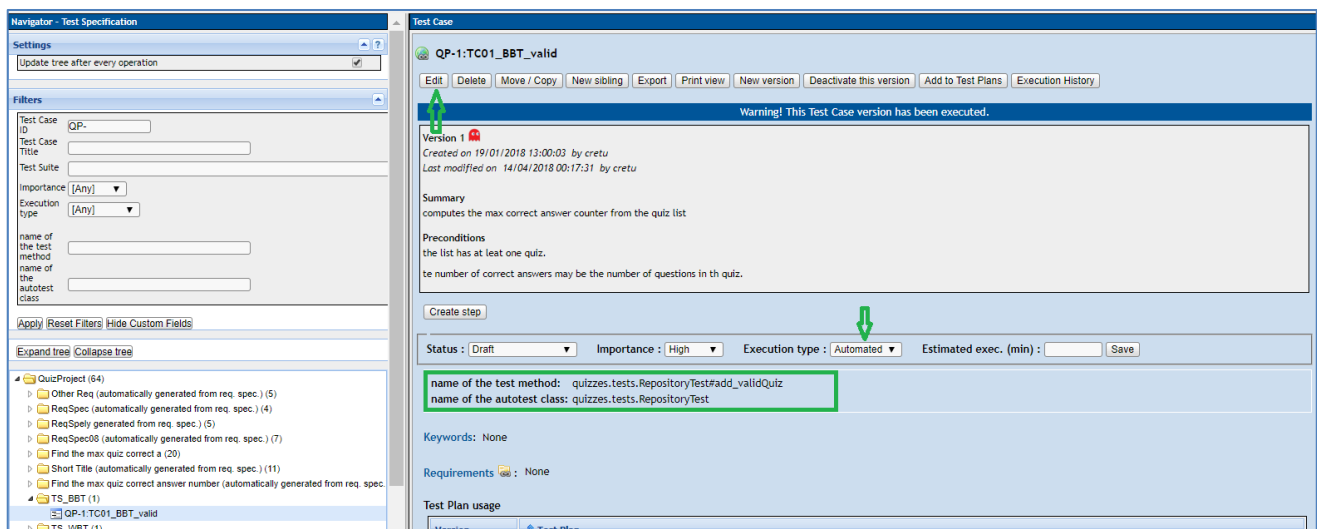 Navigator - Test Specification
Settings
?
Update tree after every operation
Filters
Test Case ID
QP-
Test Case Title
Test Suite
Importance [Any]
Execution type [Any]
name of the test method
name of the autotest class
Apply Reset Filters Hide Custom Fields
Expand tree Collapse tree
QuizProject (64)
Other Req (automatically generated from req. spec.) (5)
ReqSpec (automatically generated from req. spec.) (4)
ReqSpely (automatically generated from req. spec.) (5)
ReqSpec08 (automatically generated from req. spec.) (7)
Find the max quiz correct a (20)
Short Title (automatically generated from req. spec.) (11)
Find the max quiz correct answer number (automatically generated from req. spec.
TS_BBT (1)
QP-1:TC01_BBT_valid
TS_WBT (1)
Test Case
QP-1:TC01_BBT_valid
Edit Delete Move / Copy New sibling Export Print view New version Deactivate this version Add to Test Plans Execution History
Warning! This Test Case version has been executed.
Version 1
Created on 19/01/2018 13:00:03 by cretu
Last modified on 14/04/2018 00:17:31 by cretu
Summary
computes the max correct answer counter from the quiz list
Preconditions
the list has at leat one quiz.
te number of correct answers may be the number of questions in th quiz.
Create step
Status : Draft Importance : High Execution type : Automated Estimated exec. (min) : Save
name of the test method: quizzes.tests.RepositoryTest#add_validQuiz
name of the autotest class: quizzes.tests.RepositoryTest
Keywords: None
Requirements : None
Test Plan usage
Version Test Plan